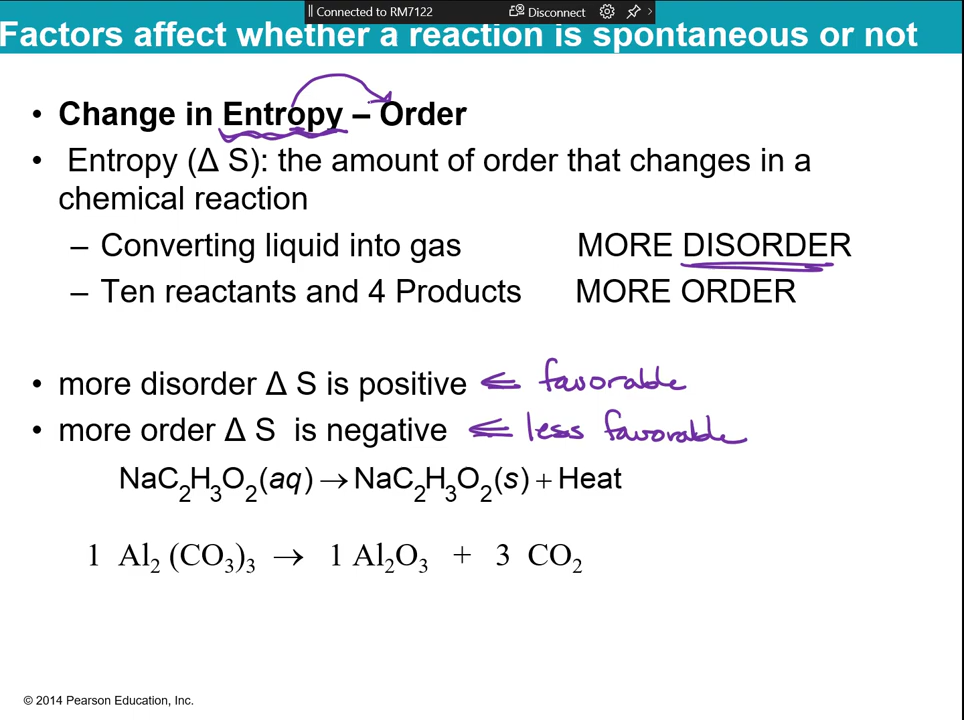 Connected to RM7122 Disconnect
Factors affect whether a reaction is spontaneous or not
• Change in Entropy – Order
• Entropy (Δ S): the amount of order that changes in a
chemical reaction
– Converting liquid into gas MORE DISORDER
– Ten reactants and 4 Products MORE ORDER
• more disorder Δ S is positive ⇐ favorable
• more order Δ S is negative ⇐ less favorable
NaC₂H₃O₂(aq) → NaC₂H₃O₂(s) + Heat
1 Al₂ (CO₃)₃ → 1 Al₂O₃ + 3 CO₂
© 2014 Pearson Education, Inc.